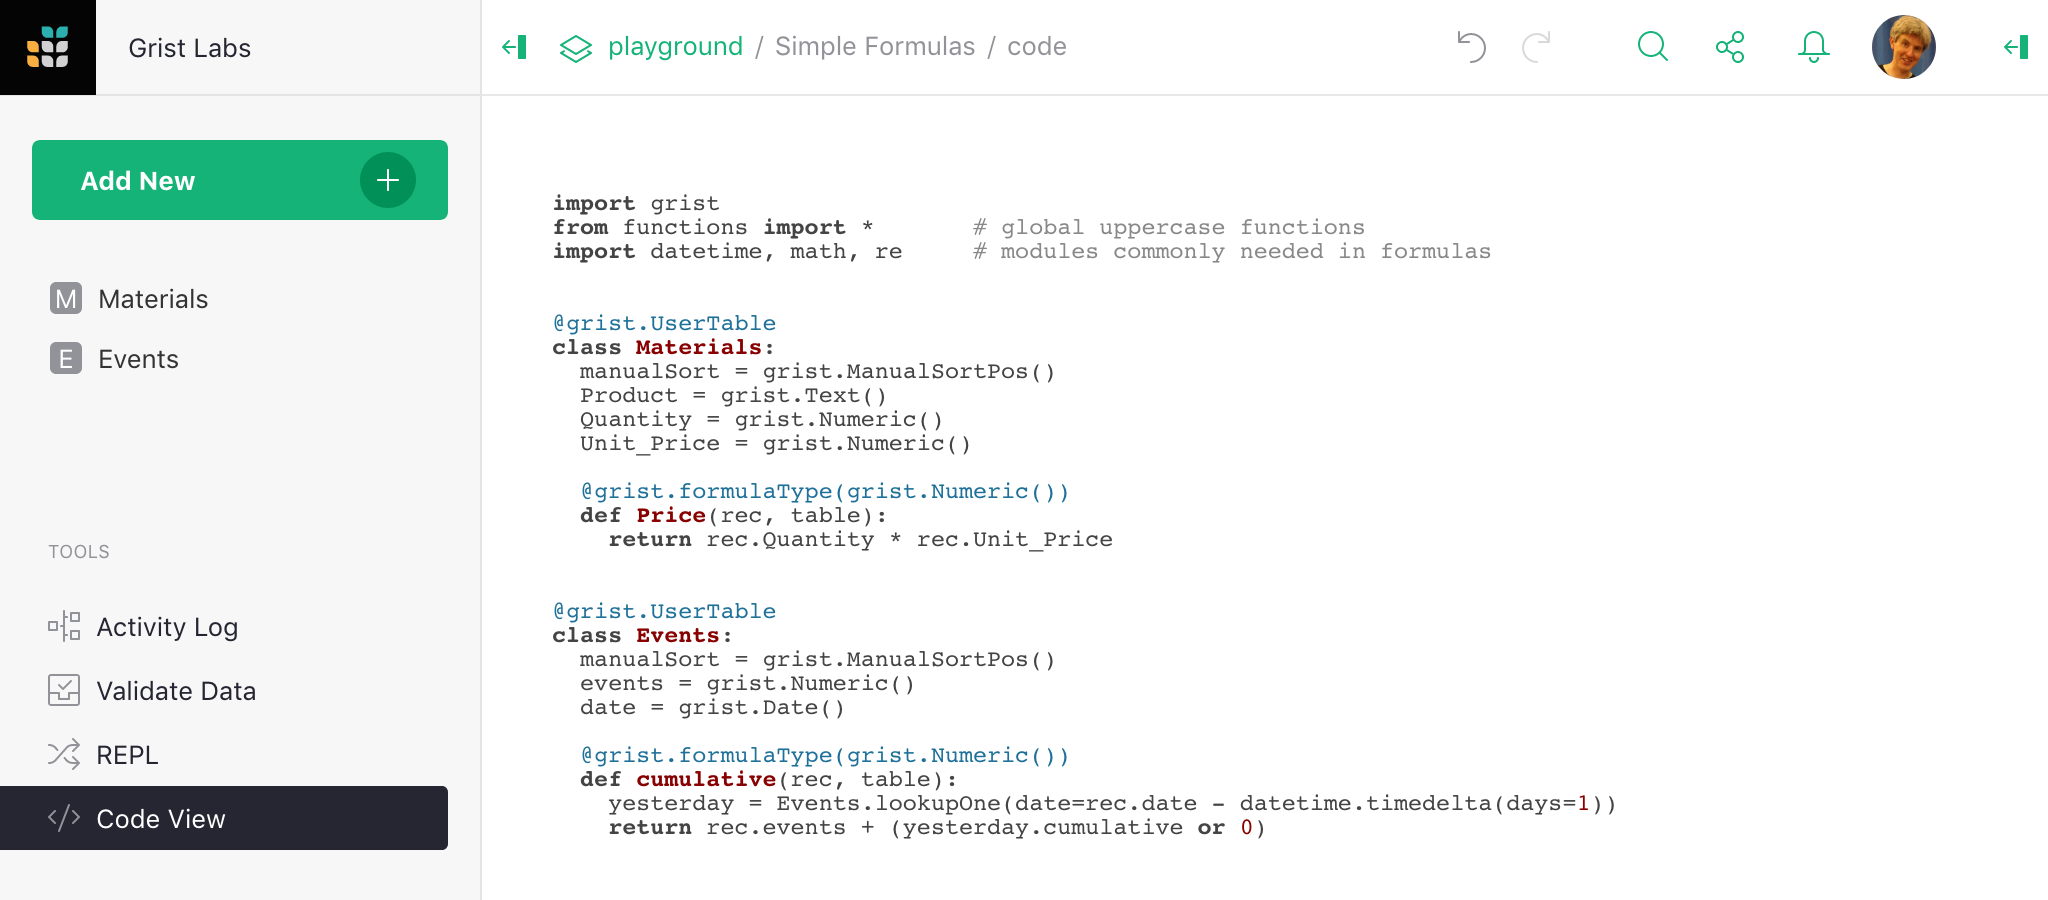 Grist Labs
playground / Simple Formulas / code
Add New
M Materials
E Events
TOOLS
Activity Log
Validate Data
REPL
</> Code View
import grist
from functions import *       # global uppercase functions
import datetime, math, re     # modules commonly needed in formulas
@grist.UserTable
class Materials:
  manualSort = grist.ManualSortPos()
  Product = grist.Text()
  Quantity = grist.Numeric()
  Unit_Price = grist.Numeric()
  @grist.formulaType(grist.Numeric())
  def Price(rec, table):
    return rec.Quantity * rec.Unit_Price
@grist.UserTable
class Events:
  manualSort = grist.ManualSortPos()
  events = grist.Numeric()
  date = grist.Date()
  @grist.formulaType(grist.Numeric())
  def cumulative(rec, table):
    yesterday = Events.lookupOne(date=rec.date - datetime.timedelta(days=1))
    return rec.events + (yesterday.cumulative or 0)